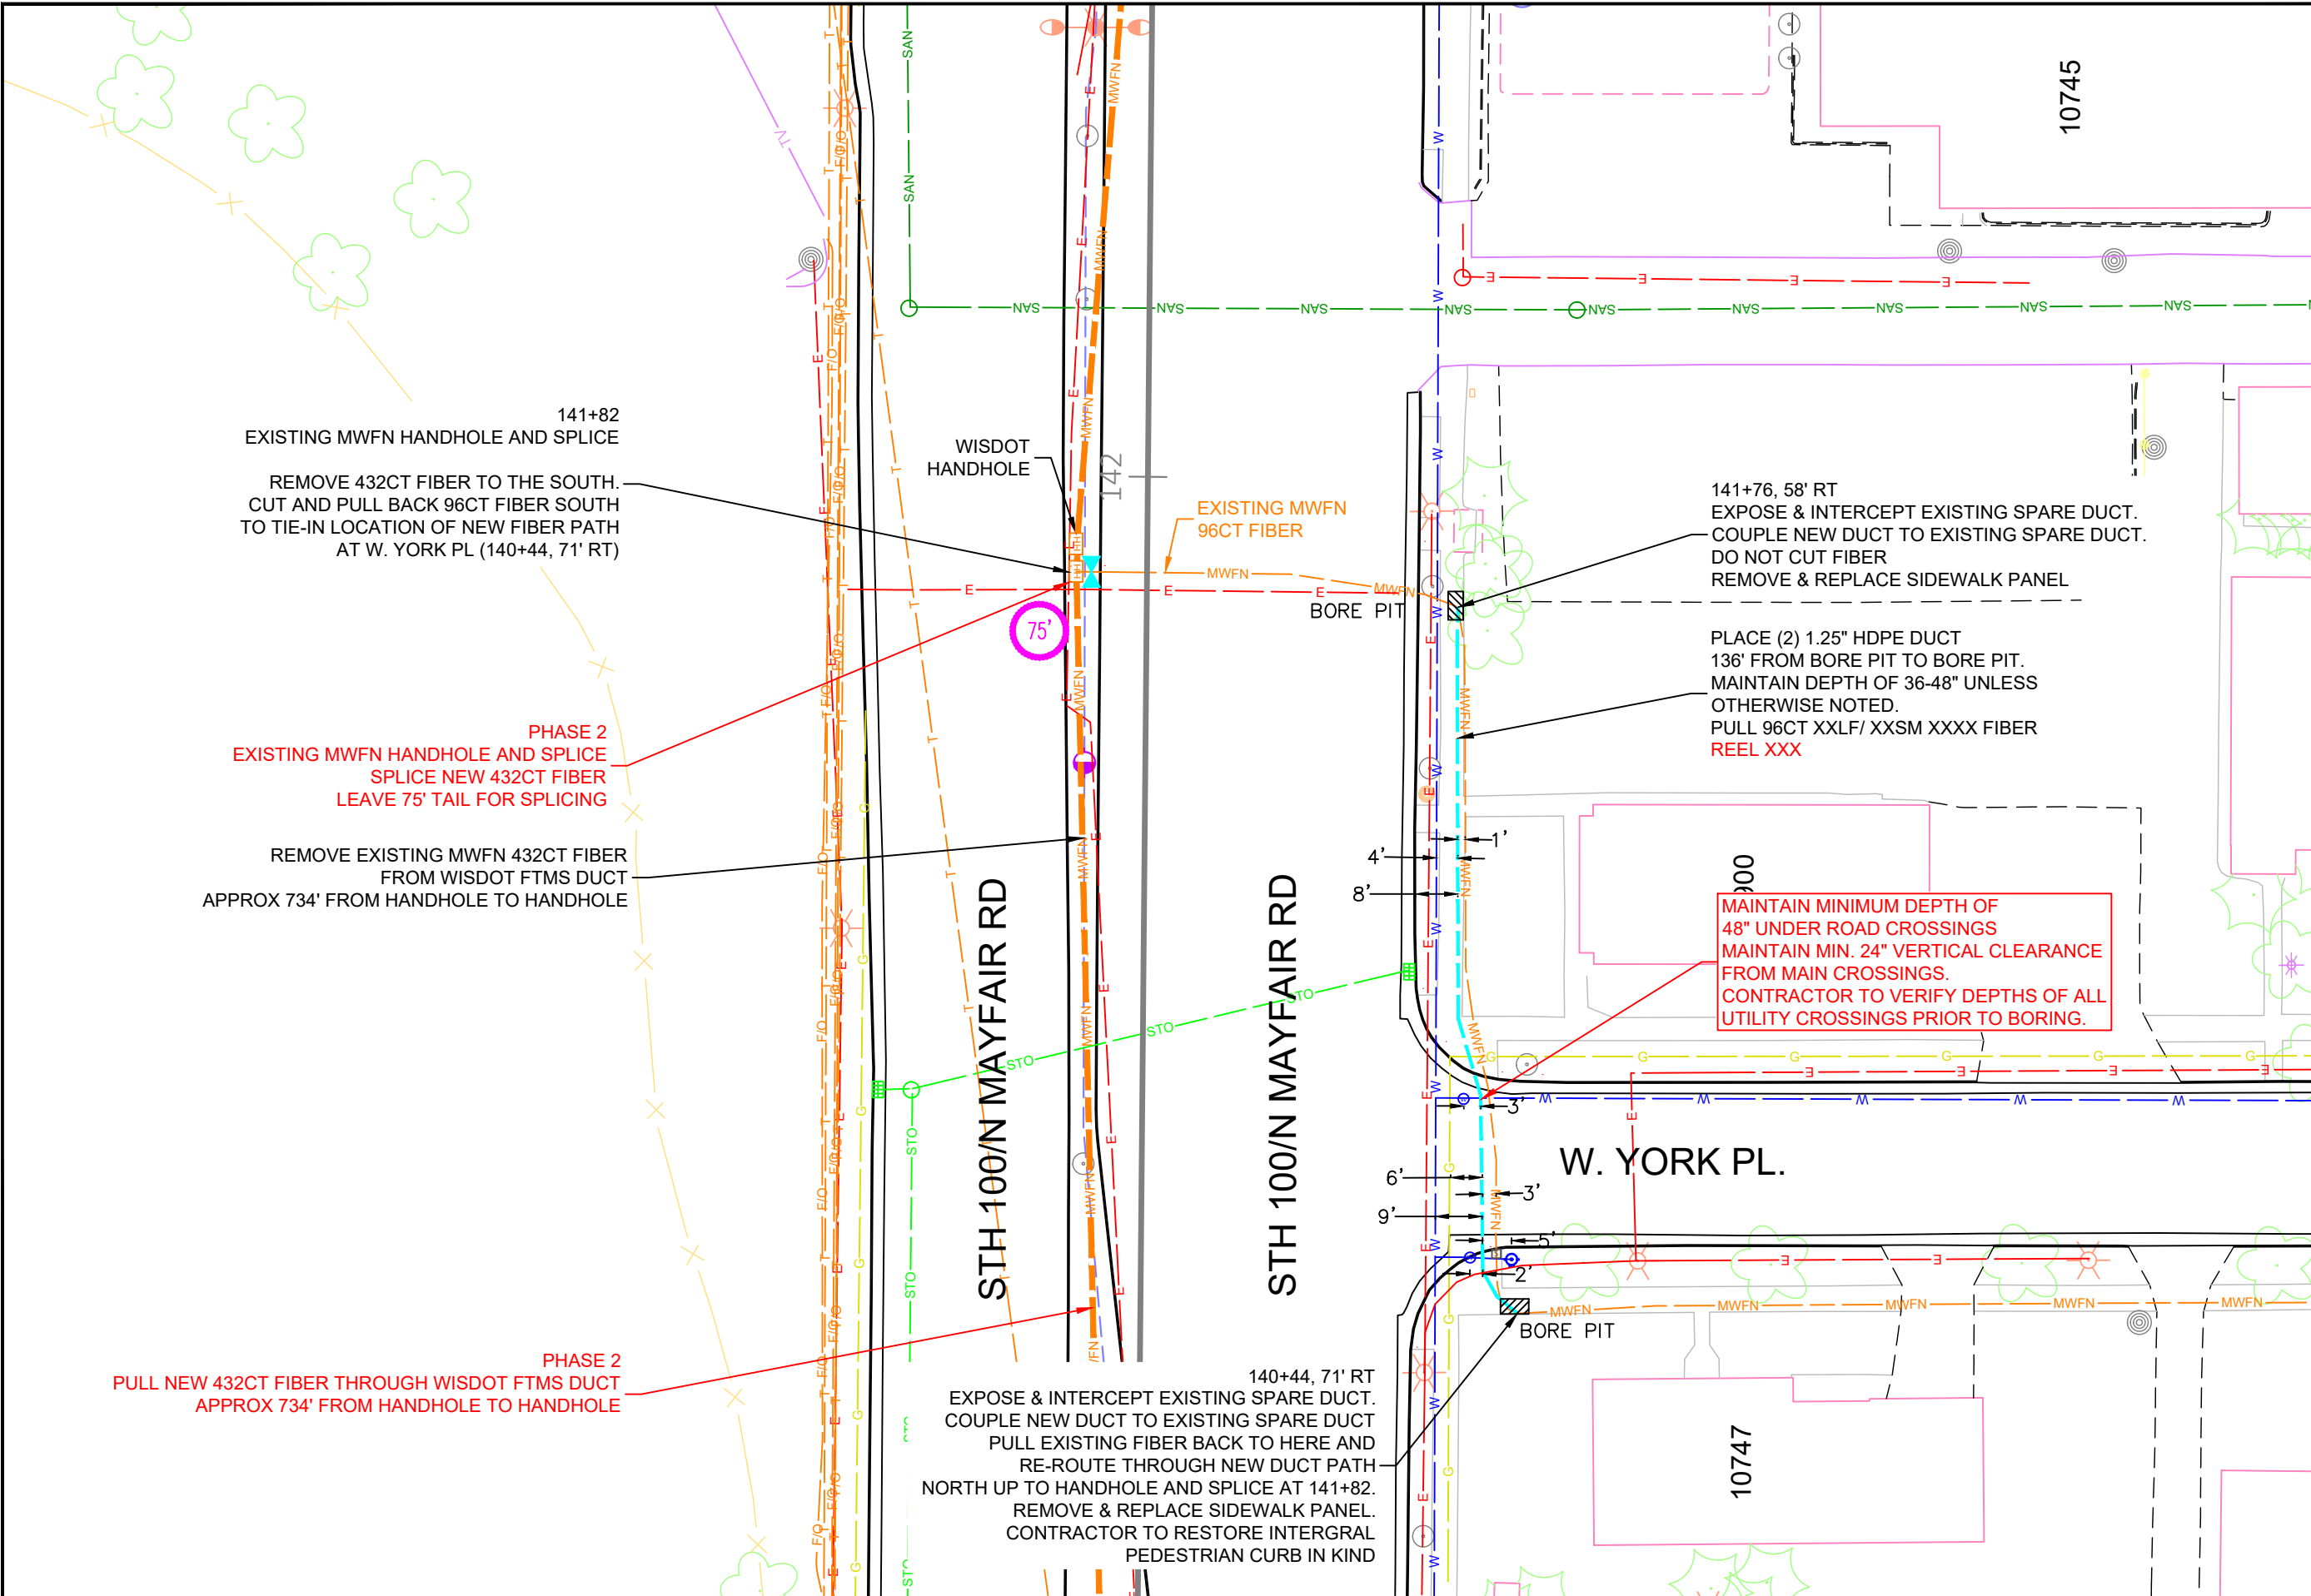 10745
141+82
EXISTING MWFN HANDHOLE AND SPLICE
REMOVE 432CT FIBER TO THE SOUTH.
CUT AND PULL BACK 96CT FIBER SOUTH
TO TIE-IN LOCATION OF NEW FIBER PATH
AT W. YORK PL (140+44, 71' RT)
WISDOT
HANDHOLE
142
EXISTING MWFN
96CT FIBER
141+76, 58' RT
EXPOSE & INTERCEPT EXISTING SPARE DUCT.
COUPLE NEW DUCT TO EXISTING SPARE DUCT.
DO NOT CUT FIBER
REMOVE & REPLACE SIDEWALK PANEL
BORE PIT
75'
PLACE (2) 1.25" HDPE DUCT
136' FROM BORE PIT TO BORE PIT.
MAINTAIN DEPTH OF 36-48" UNLESS
OTHERWISE NOTED.
PULL 96CT XXLF/ XXSM XXXX FIBER
REEL XXX
PHASE 2
EXISTING MWFN HANDHOLE AND SPLICE
SPLICE NEW 432CT FIBER
LEAVE 75' TAIL FOR SPLICING
REMOVE EXISTING MWFN 432CT FIBER
FROM WISDOT FTMS DUCT
APPROX 734' FROM HANDHOLE TO HANDHOLE
1'
4'
8'
900
MAINTAIN MINIMUM DEPTH OF
48" UNDER ROAD CROSSINGS
MAINTAIN MIN. 24" VERTICAL CLEARANCE
FROM MAIN CROSSINGS.
CONTRACTOR TO VERIFY DEPTHS OF ALL
UTILITY CROSSINGS PRIOR TO BORING.
STH 100/N MAYFAIR RD
STH 100/N MAYFAIR RD
3'
W. YORK PL.
6'
3'
9'
5'
2'
BORE PIT
PHASE 2
PULL NEW 432CT FIBER THROUGH WISDOT FTMS DUCT
APPROX 734' FROM HANDHOLE TO HANDHOLE
140+44, 71' RT
EXPOSE & INTERCEPT EXISTING SPARE DUCT.
COUPLE NEW DUCT TO EXISTING SPARE DUCT
PULL EXISTING FIBER BACK TO HERE AND
RE-ROUTE THROUGH NEW DUCT PATH
NORTH UP TO HANDHOLE AND SPLICE AT 141+82.
REMOVE & REPLACE SIDEWALK PANEL.
CONTRACTOR TO RESTORE INTERGRAL
PEDESTRIAN CURB IN KIND
10747